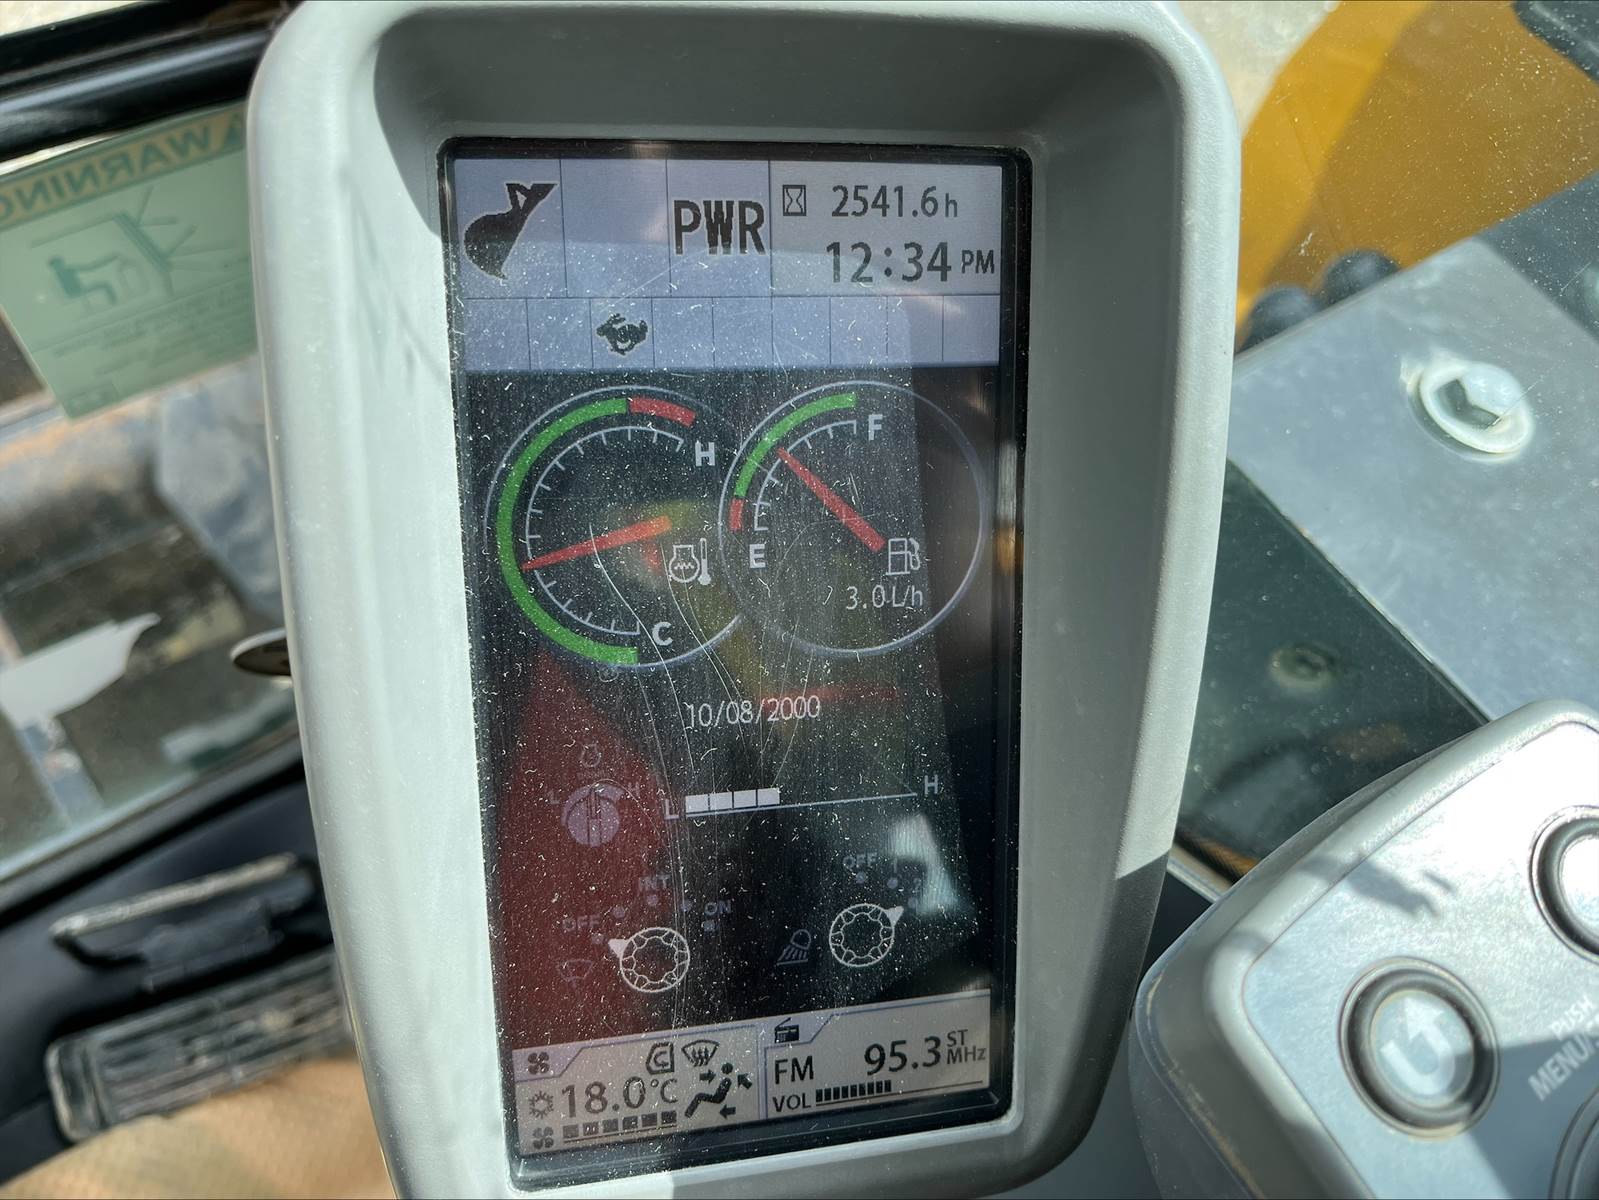 WARNING
PWR
2541.6h
12:34 PM
H
F
E
C
3.0L/h
10/08/2000
L H
L H
OFF
INT
OFF ON
18.0°C
FM 95.3 ST MHz
VOL
PUSH
MENU